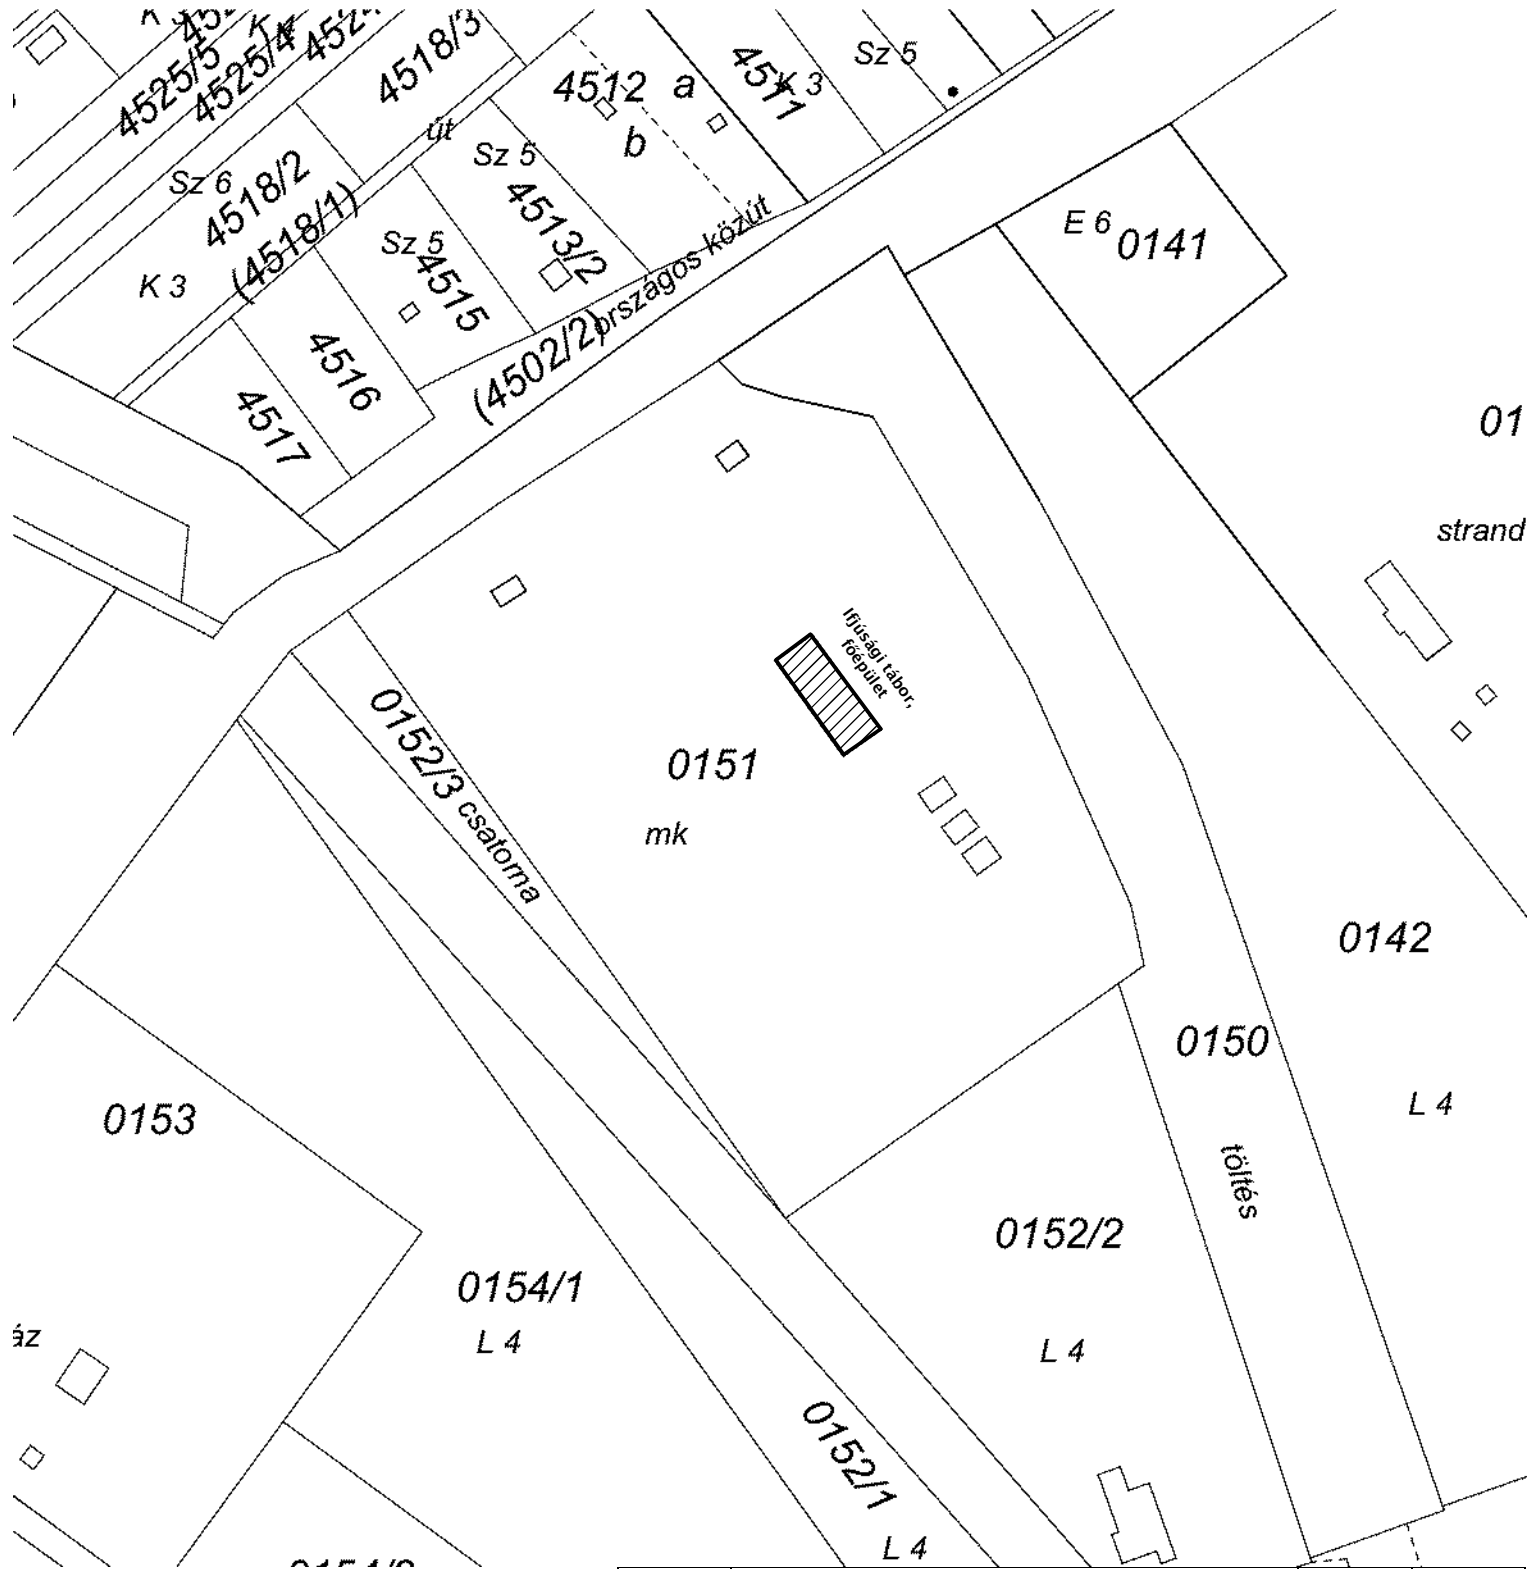 4525/5
4525/4
4518/3
4512
a
b
4511
K 3
Sz 5
út
Sz 5
Sz 6
4518/2
(4518/1)
4513/2
országos közút
E 6
0141
K 3
Sz 5
4515
4516
(4502/2)
4517
01
strand
Ifjúsági tábor,
főépület
0152/3
csatorna
0151
mk
0142
0150
L 4
0153
töltés
0152/2
0154/1
L 4
L 4
áz
0152/1
L 4